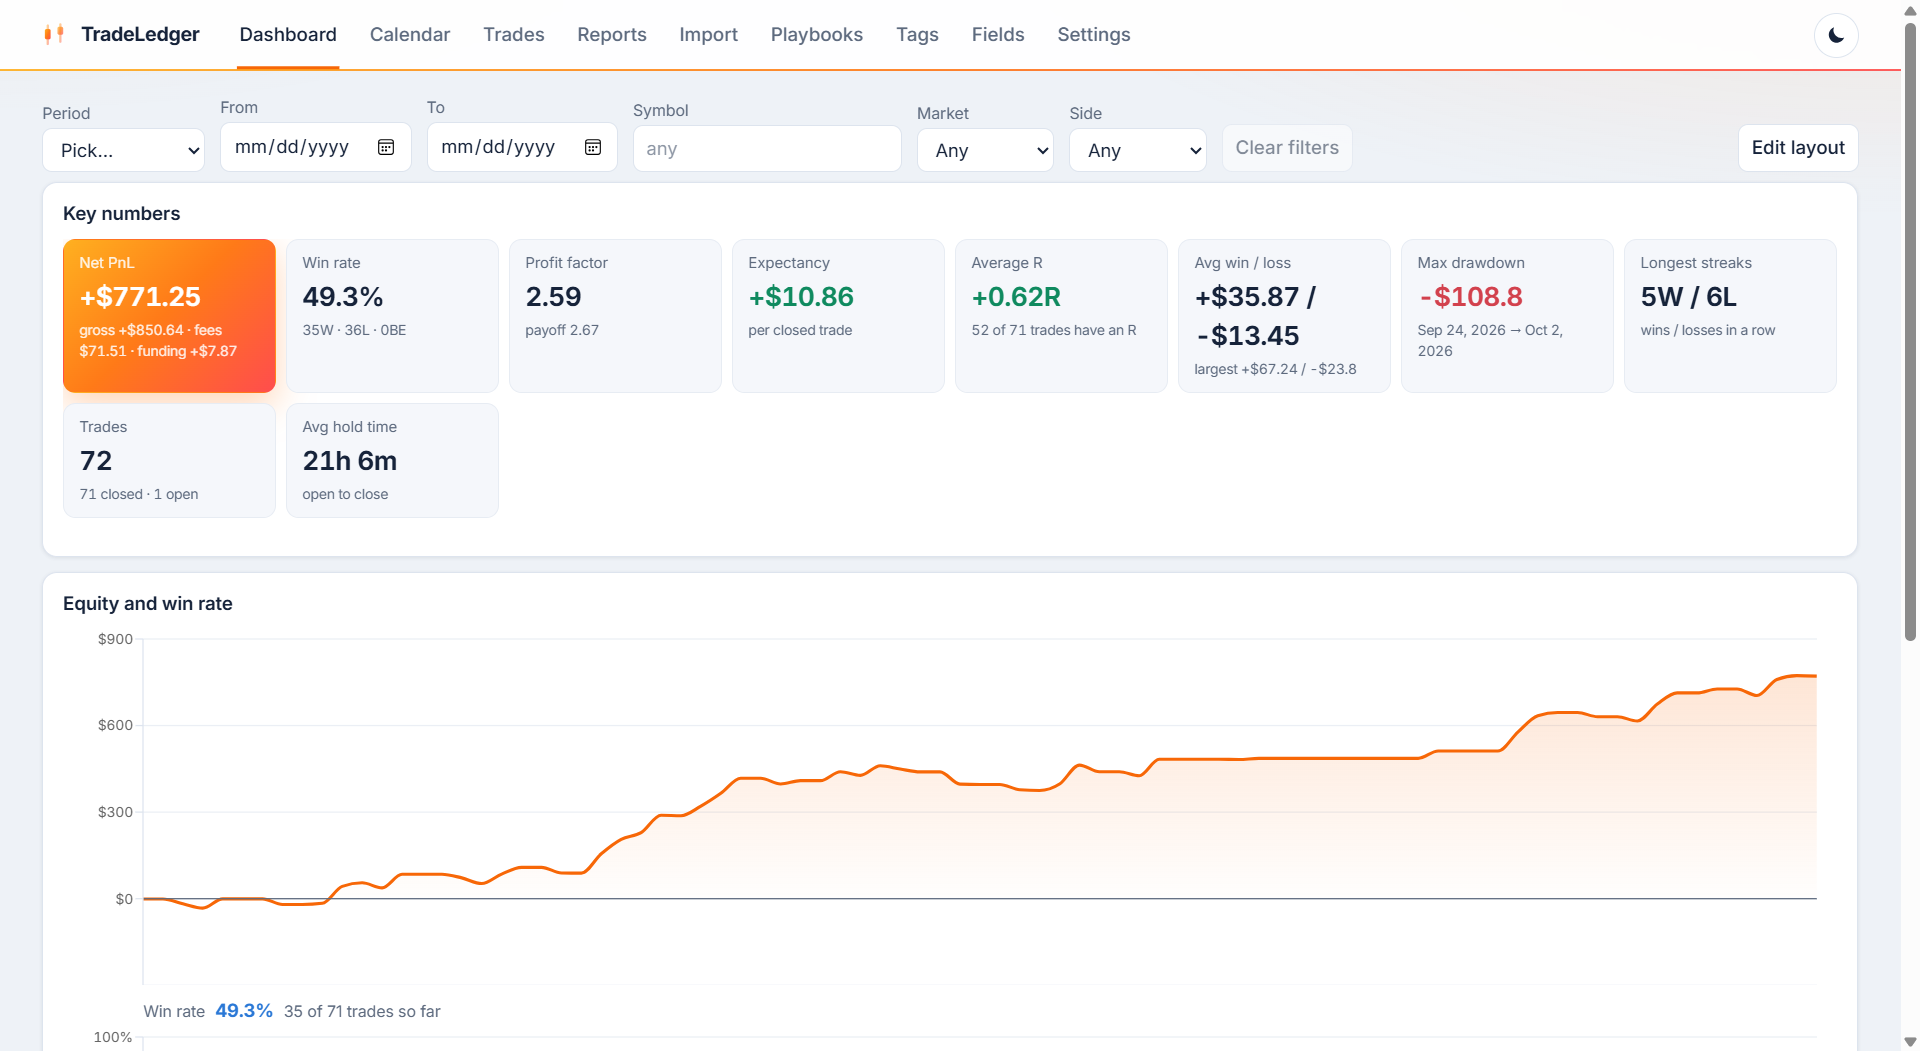 TradeLedger
Dashboard
Calendar
Trades
Reports
Import
Playbooks
Tags
Fields
Settings
Period
From
To
Symbol
Market
Side
Pick...
mm/dd/yyyy
mm/dd/yyyy
any
Any
Any
Clear filters
Edit layout
Key numbers
Net PnL
+$771.25
gross +$850.64 · fees
$71.51 · funding +$7.87
Win rate
49.3%
35W · 36L · 0BE
Profit factor
2.59
payoff 2.67
Expectancy
+$10.86
per closed trade
Average R
+0.62R
52 of 71 trades have an R
Avg win / loss
+$35.87 /
-$13.45
largest +$67.24 / -$23.8
Max drawdown
-$108.8
Sep 24, 2026 → Oct 2,
2026
Longest streaks
5W / 6L
wins / losses in a row
Trades
72
71 closed · 1 open
Avg hold time
21h 6m
open to close
Equity and win rate
$900
$600
$300
$0
Win rate 49.3% 35 of 71 trades so far
100%